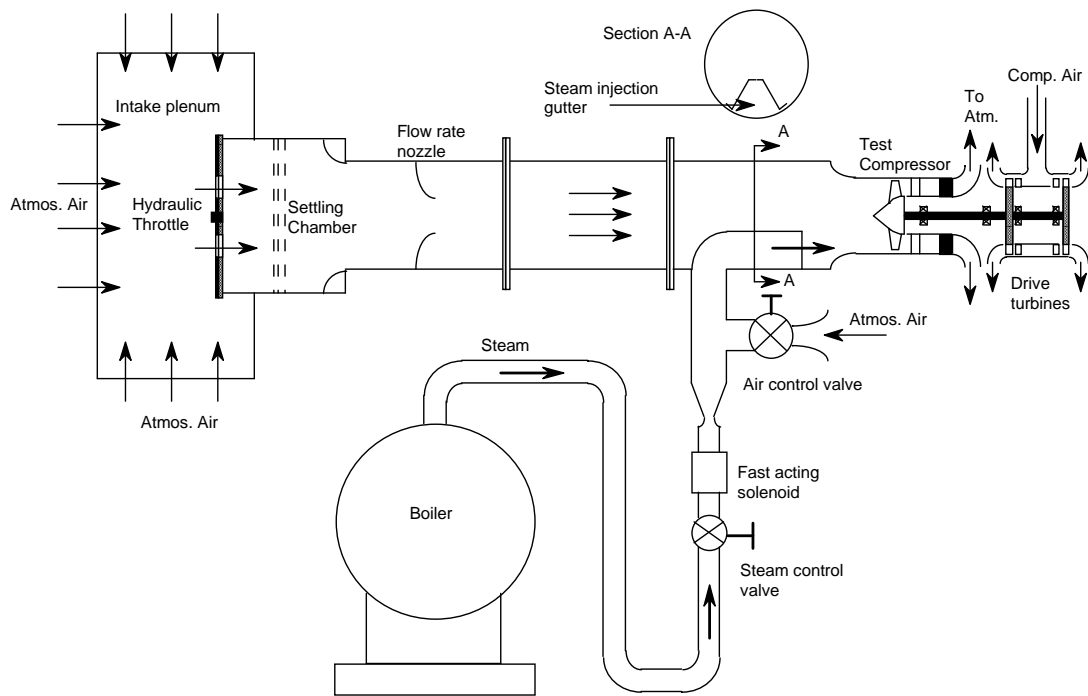 Section A-A
Steam injection
gutter
Comp. Air
To
Atm.
Intake plenum
Flow rate
nozzle
A
Test
Compressor
Atmos. Air
Hydraulic
Throttle
Settling
Chamber
A
Drive
turbines
Atmos. Air
Steam
Air control valve
Atmos. Air
Fast acting
solenoid
Boiler
Steam control
valve